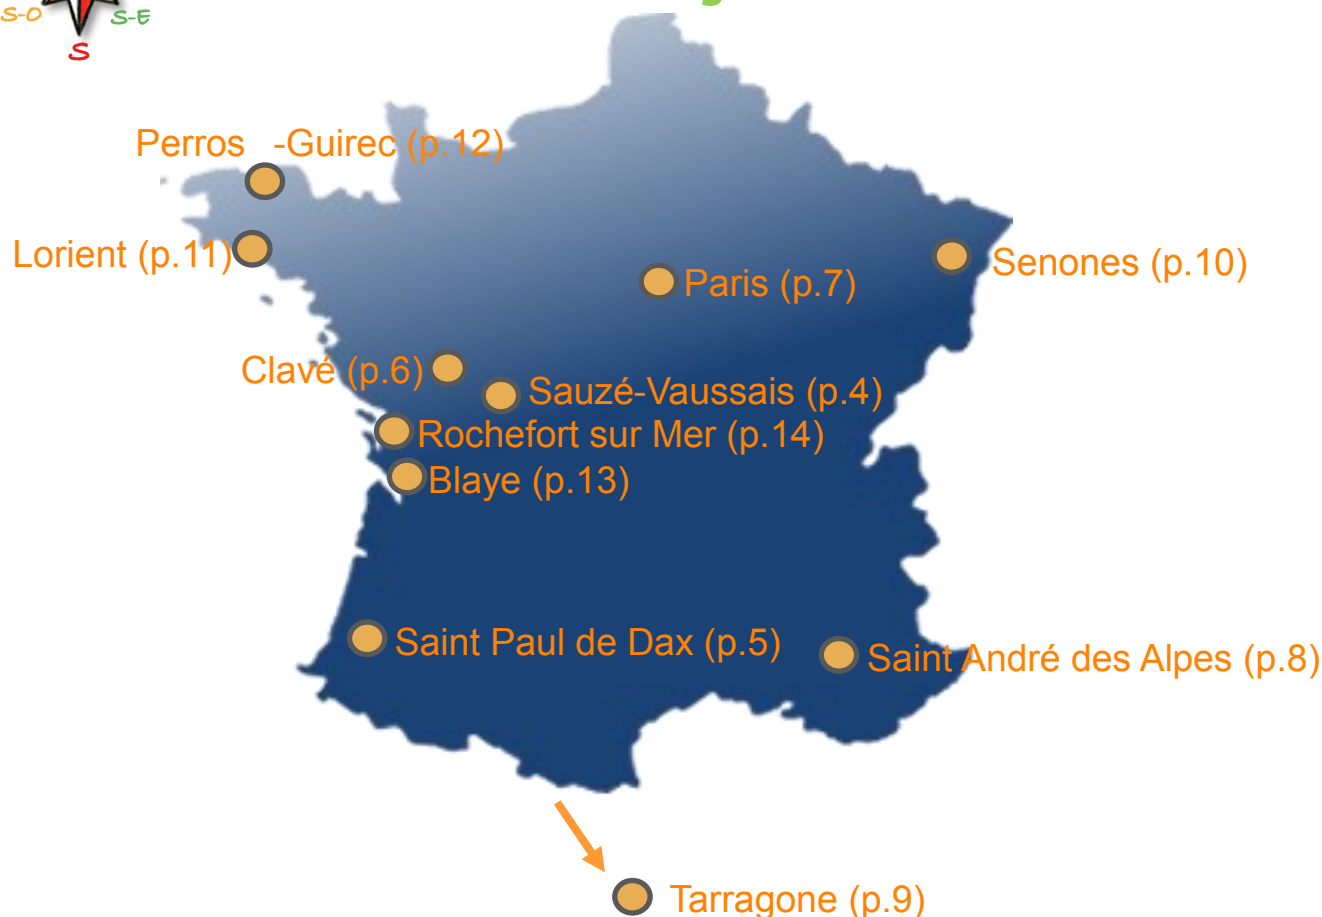 S-O
S-E
S
Perros -Guirec (p.12)
Lorient (p.11)
Senones (p.10)
Paris (p.7)
Clavé (p.6)
Sauzé-Vaussais (p.4)
Rochefort sur Mer (p.14)
Blaye (p.13)
Saint Paul de Dax (p.5)
Saint André des Alpes (p.8)
Tarragone (p.9)